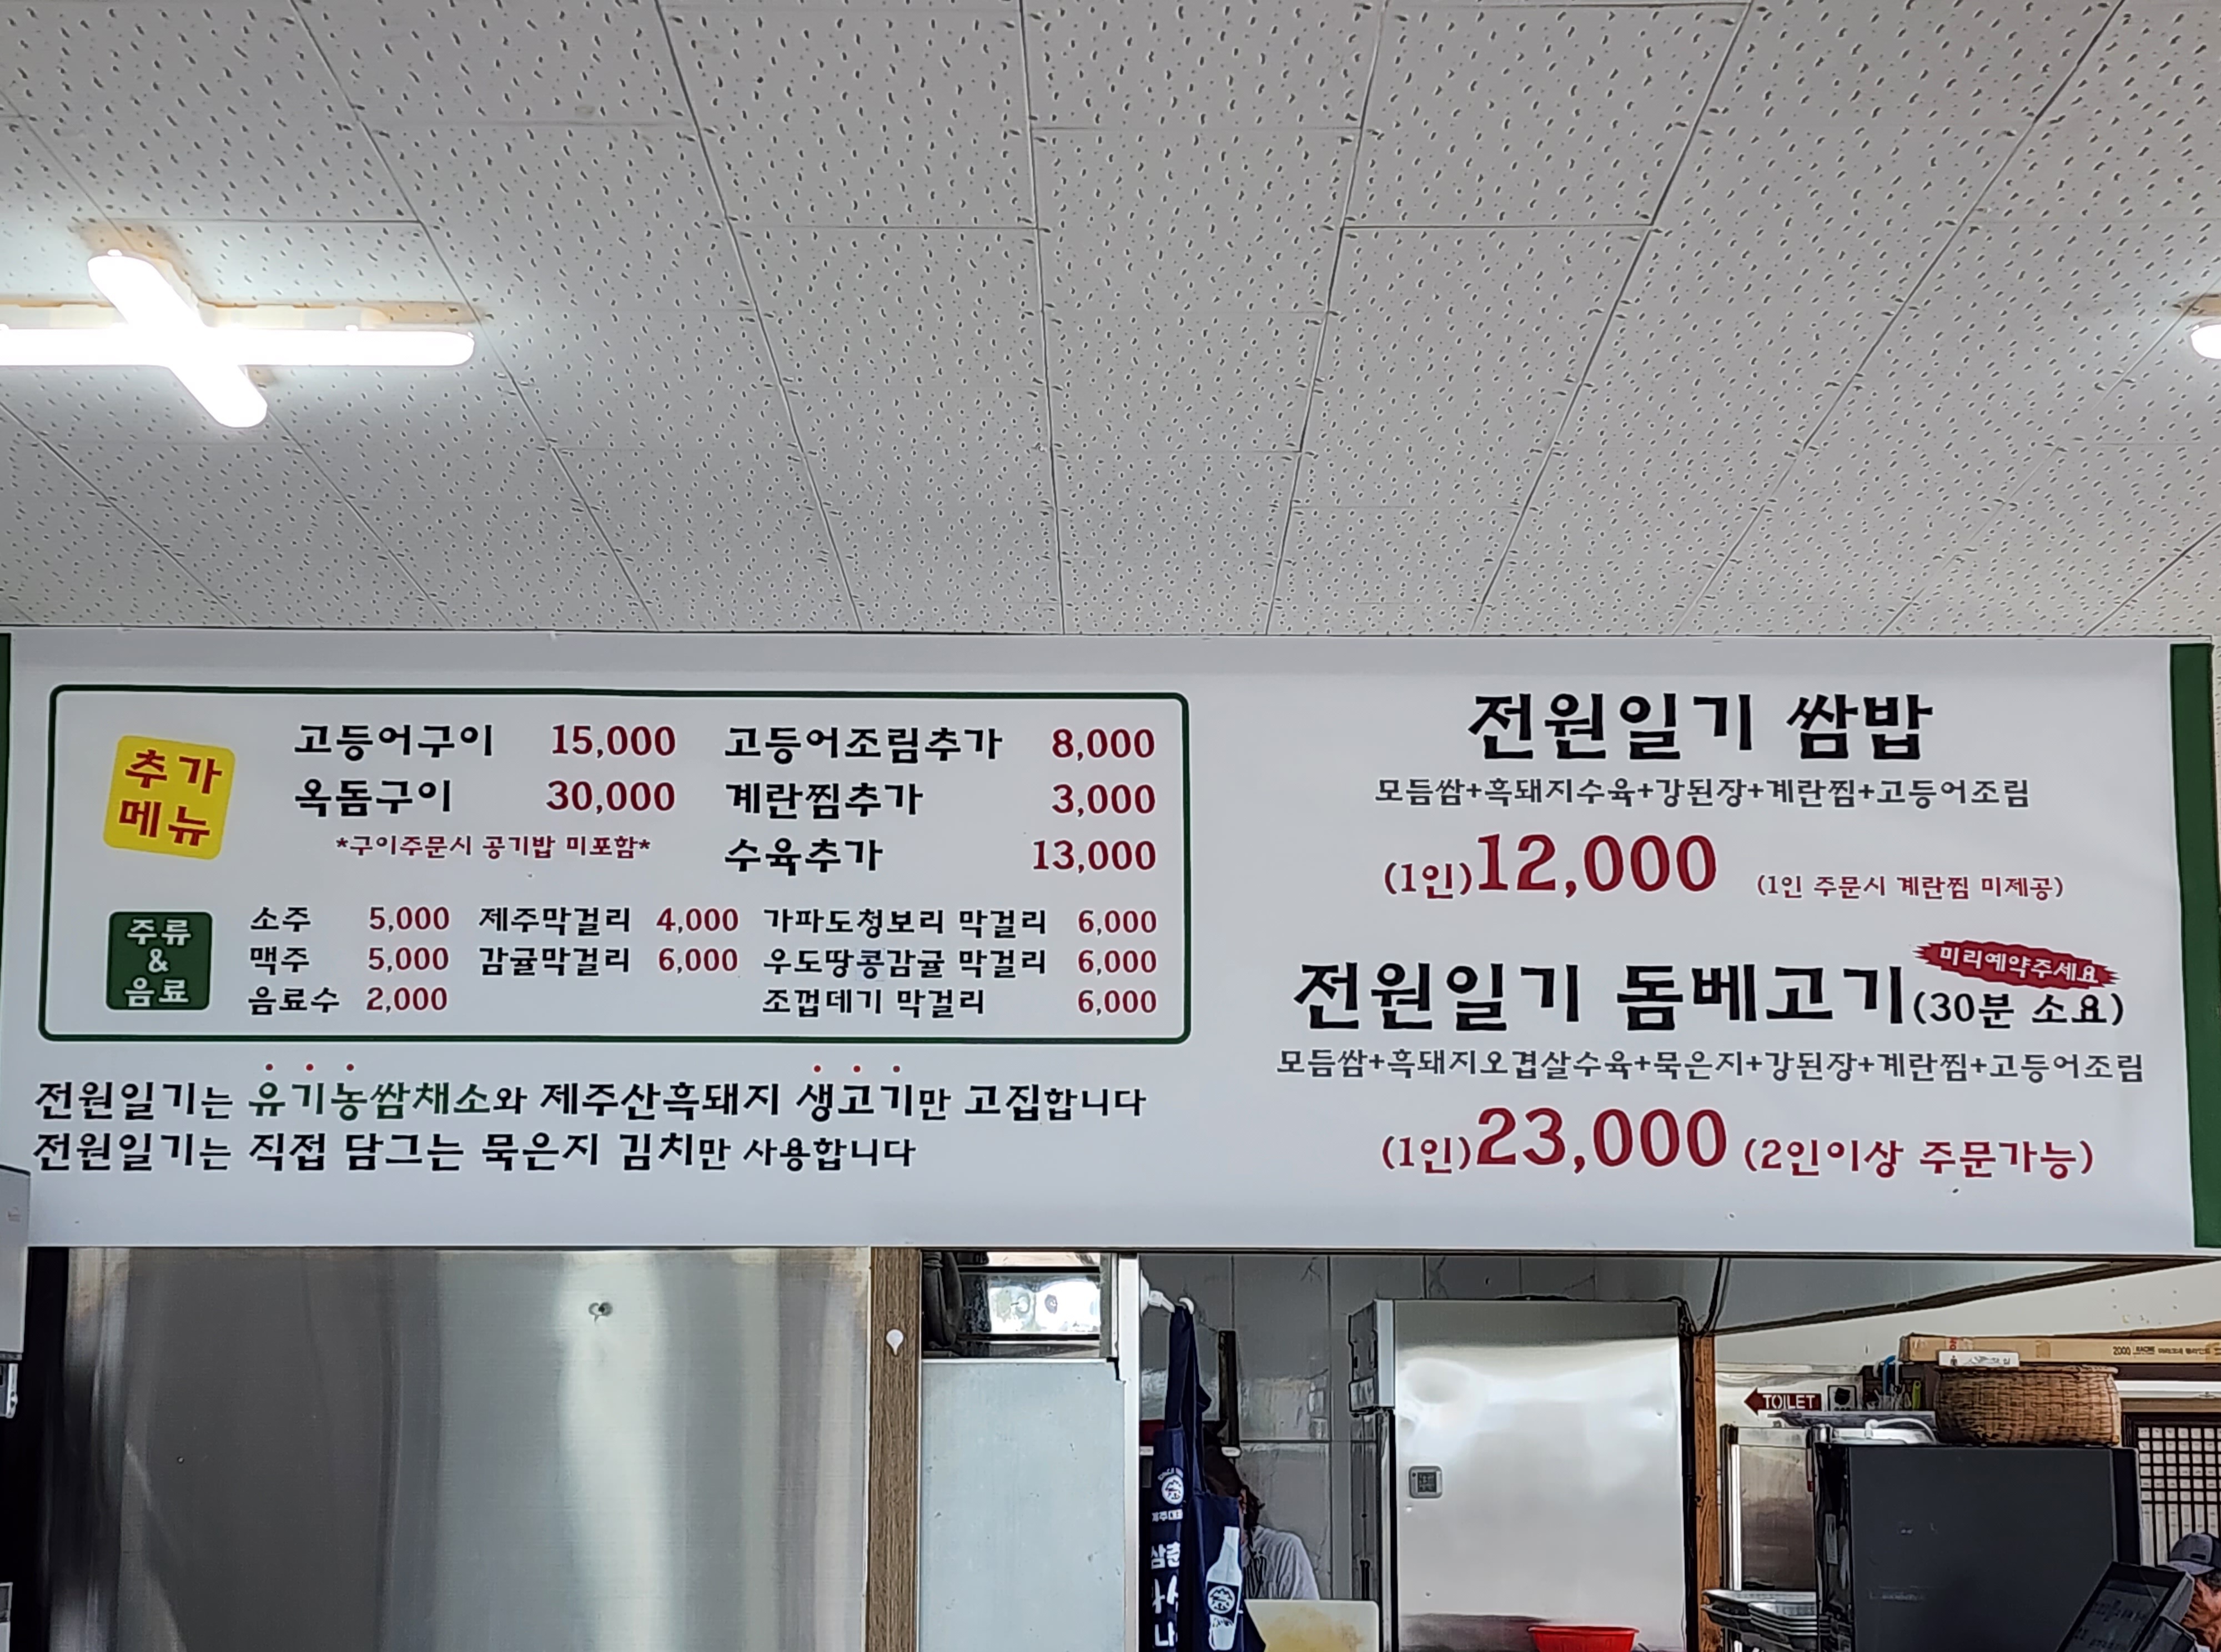 추가
메뉴
고등어구이 15,000 고등어조림추가 8,000
옥돔구이 30,000 계란찜추가 3,000
*구이주문시 공기밥 미포함* 수육추가 13,000
주류
&
음료
소주 5,000 제주막걸리 4,000 가파도청보리 막걸리 6,000
맥주 5,000 감귤막걸리 6,000 우도땅콩감귤 막걸리 6,000
음료수 2,000 조껍데기 막걸리 6,000
전원일기는 유기농쌈채소와 제주산흑돼지 생고기만 고집합니다
전원일기는 직접 담그는 묵은지 김치만 사용합니다
전원일기 쌈밥
모듬쌈+흑돼지수육+강된장+계란찜+고등어조림
(1인)12,000 (1인 주문시 계란찜 미제공)
미리예약주세요
전원일기 돔베고기(30분 소요)
모듬쌈+흑돼지오겹살수육+묵은지+강된장+계란찜+고등어조림
(1인)23,000 (2인이상 주문가능)
TOILET
2000